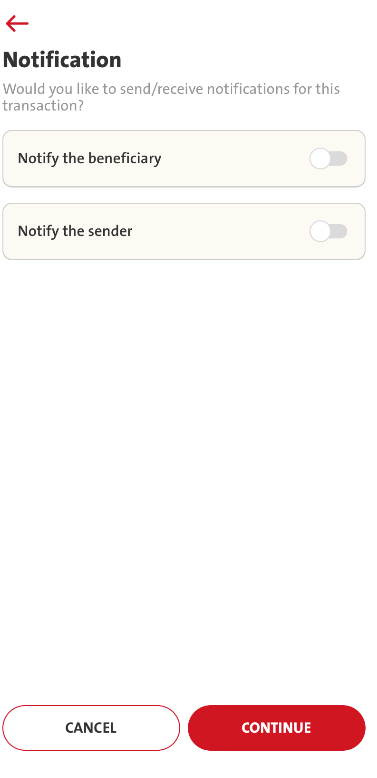 Notification
Would you like to send/receive notifications for this
transaction?
Notify the beneficiary
Notify the sender
CANCEL
CONTINUE